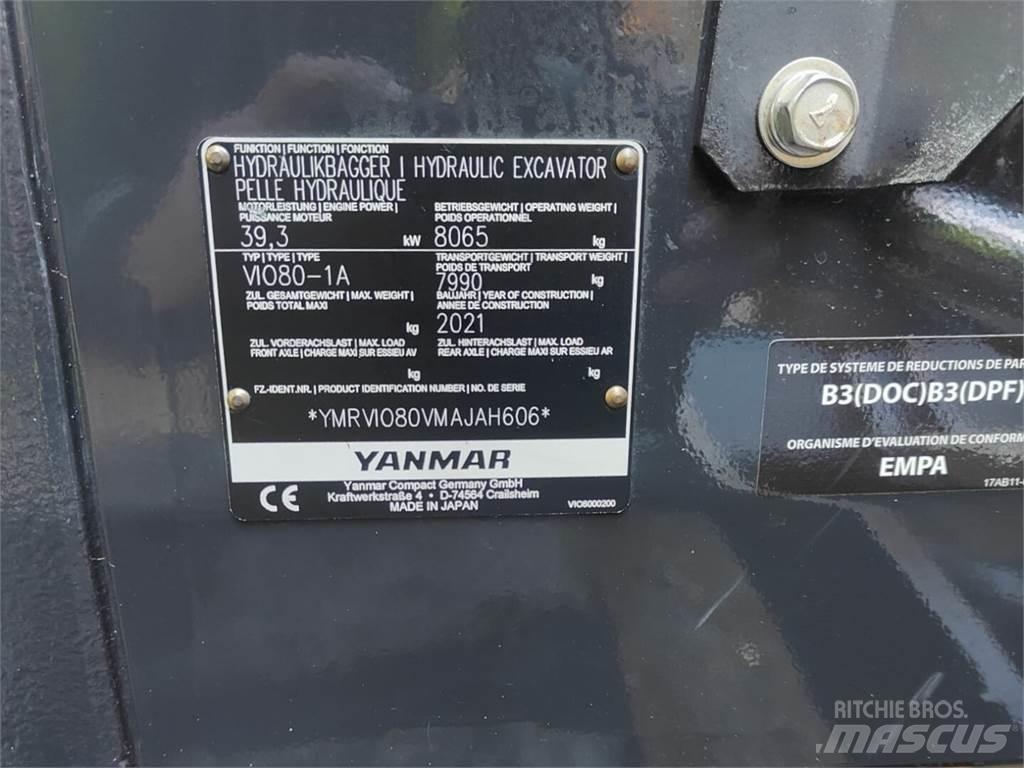 FUNKTION | FUNCTION | FONCTION
HYDRAULIKBAGGER | HYDRAULIC EXCAVATOR
PELLE HYDRAULIQUE
MOTORLEISTUNG | ENGINE POWER |
PUISSANCE MOTEUR
39,3 kW
BETRIEBSGEWICHT | OPERATING WEIGHT |
POIDS OPERATIONNEL
8065 kg
TYP | TYPE | TYPE
VIO80-1A
TRANSPORTGEWICHT | TRANSPORT WEIGHT |
POIDS DE TRANSPORT
7990 kg
ZUL. GESAMTGEWICHT | MAX. WEIGHT |
POIDS TOTAL MAXI
kg
BAUJAHR | YEAR OF CONSTRUCTION |
ANNEE DE CONSTRUCTION
2021
ZUL. VORDERACHSLAST | MAX. LOAD
FRONT AXLE | CHARGE MAXI SUR ESSIEU AV
kg
ZUL. HINTERACHSLAST | MAX. LOAD
REAR AXLE | CHARGE MAXI SUR ESSIEU AR
kg
FZ.-IDENT.NR. | PRODUCT IDENTIFICATION NUMBER | NO. DE SERIE
*YMRVIO80VMAJAH606*
YANMAR
CE
Yanmar Compact Germany GmbH
Kraftwerkstraße 4 • D-74564 Crailsheim
MADE IN JAPAN
VIO6000200
TYPE DE SYSTEME DE REDUCTIONS DE PAR
B3(DOC)B3(DPF)
ORGANISME D'EVALUATION DE CONFORM
EMPA
17AB11-
RITCHIE BROS.
MASCUS